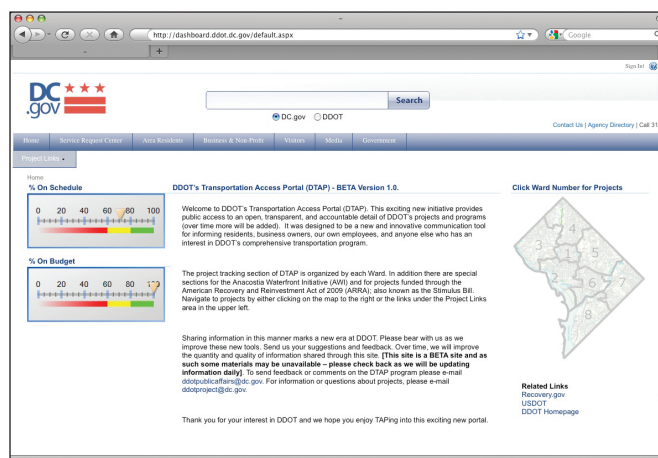 http://dashboard.ddot.dc.gov/default.aspx
Google
Sign In!
DC
.gov
Search
DC.gov DDOT
Contact Us | Agency Directory | Call 31
Home Service Request Center Area Residents Business & Non-Profit Visitors Media Government
Project Links
Home
% On Schedule
0 20 40 60 80 100
% On Budget
0 20 40 60 80
DDOT's Transportation Access Portal (DTAP) - BETA Version 1.0.
Welcome to DDOT's Transportation Access Portal (DTAP). This exciting new initiative provides
public access to an open, transparent, and accountable detail of DDOT's projects and programs
(over time more will be added). It was designed to be a new and innovative communication tool
for informing residents, business owners, our own employees, and anyone else who has an
interest in DDOT's comprehensive transportation program.
The project tracking section of DTAP is organized by each Ward. In addition there are special
sections for the Anacostia Waterfront Initiative (AWI) and for projects funded through the
American Recovery and Reinvestment Act of 2009 (ARRA); also known as the Stimulus Bill.
Navigate to projects by either clicking on the map to the right or the links under the Project Links
area in the upper left.
Sharing information in this manner marks a new era at DDOT. Please bear with us as we
improve these new tools. Send us your suggestions and feedback. Over time, we will improve
the quantity and quality of information shared through this site. [This site is a BETA site and as
such some materials may be unavailable – please check back as we will be updating
information daily]. To send feedback or comments on the DTAP program please e-mail
ddotpublicaffairs@dc.gov. For information or questions about projects, please e-mail
ddotproject@dc.gov.
Thank you for your interest in DDOT and we hope you enjoy TAPing into this exciting new portal.
Click Ward Number for Projects
4
3
1 5
2 6 7
8
Related Links
Recovery.gov
USDOT
DDOT Homepage